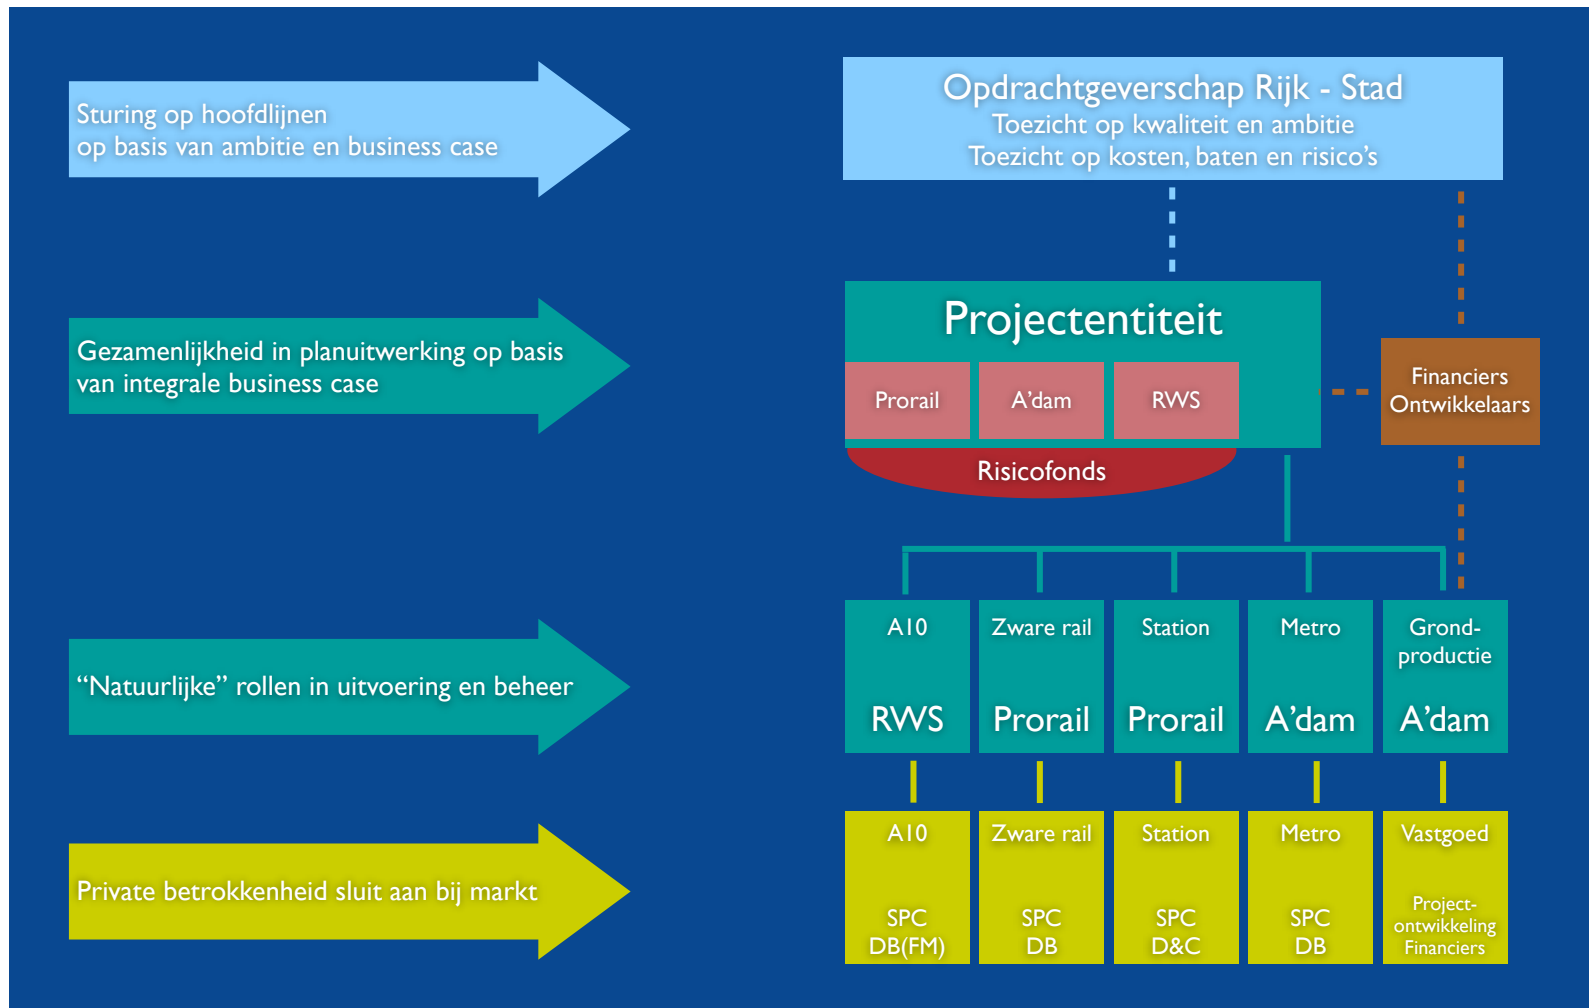 Sturing op hoofdlijnen
op basis van ambitie en business case
Opdrachtgeverschap Rijk - Stad
Toezicht op kwaliteit en ambitie
Toezicht op kosten, baten en risico’s
Gezamenlijkheid in planuitwerking op basis
van integrale business case
Projectentiteit
Prorail
A’dam
RWS
Risicofonds
Financiers
Ontwikkelaars
“Natuurlijke” rollen in uitvoering en beheer
A10
RWS
Zware rail
Prorail
Station
Prorail
Metro
A’dam
Grond-
productie
A’dam
Private betrokkenheid sluit aan bij markt
A10
SPC
DB(FM)
Zware rail
SPC
DB
Station
SPC
D&C
Metro
SPC
DB
Vastgoed
Project-
ontwikkeling
Financiers